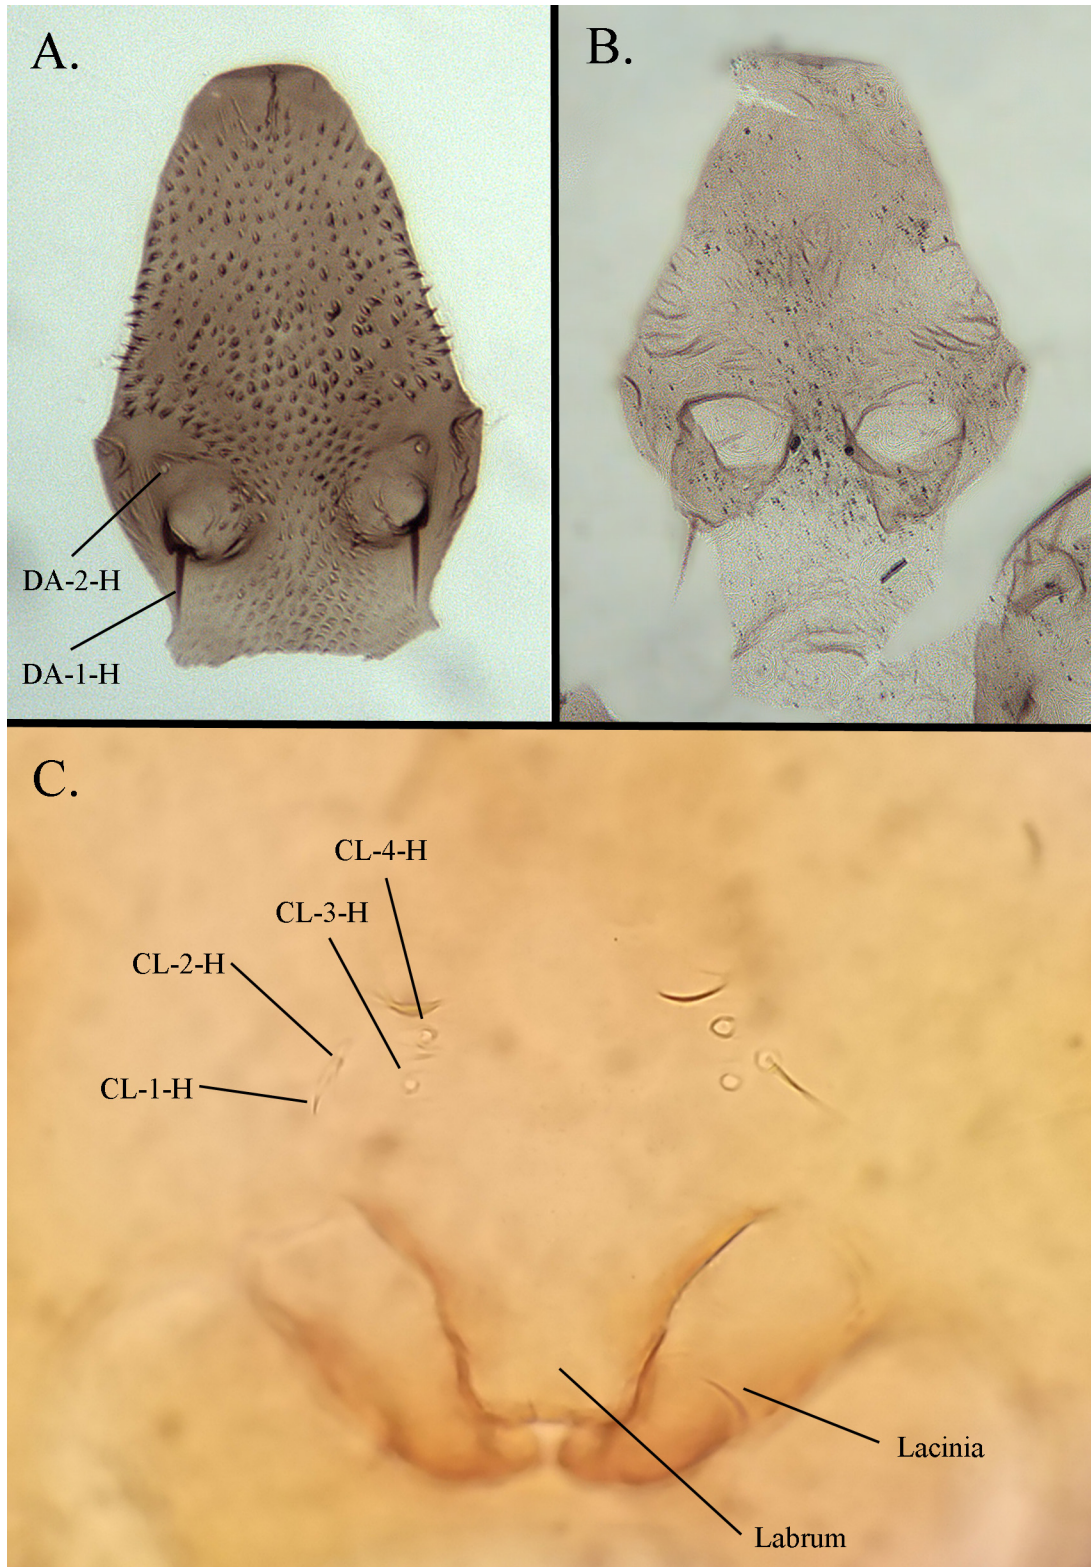 A.
B.
DA-2-H
DA-1-H
C.
CL-4-H
CL-3-H
CL-2-H
CL-1-H
Lacinia
Labrum